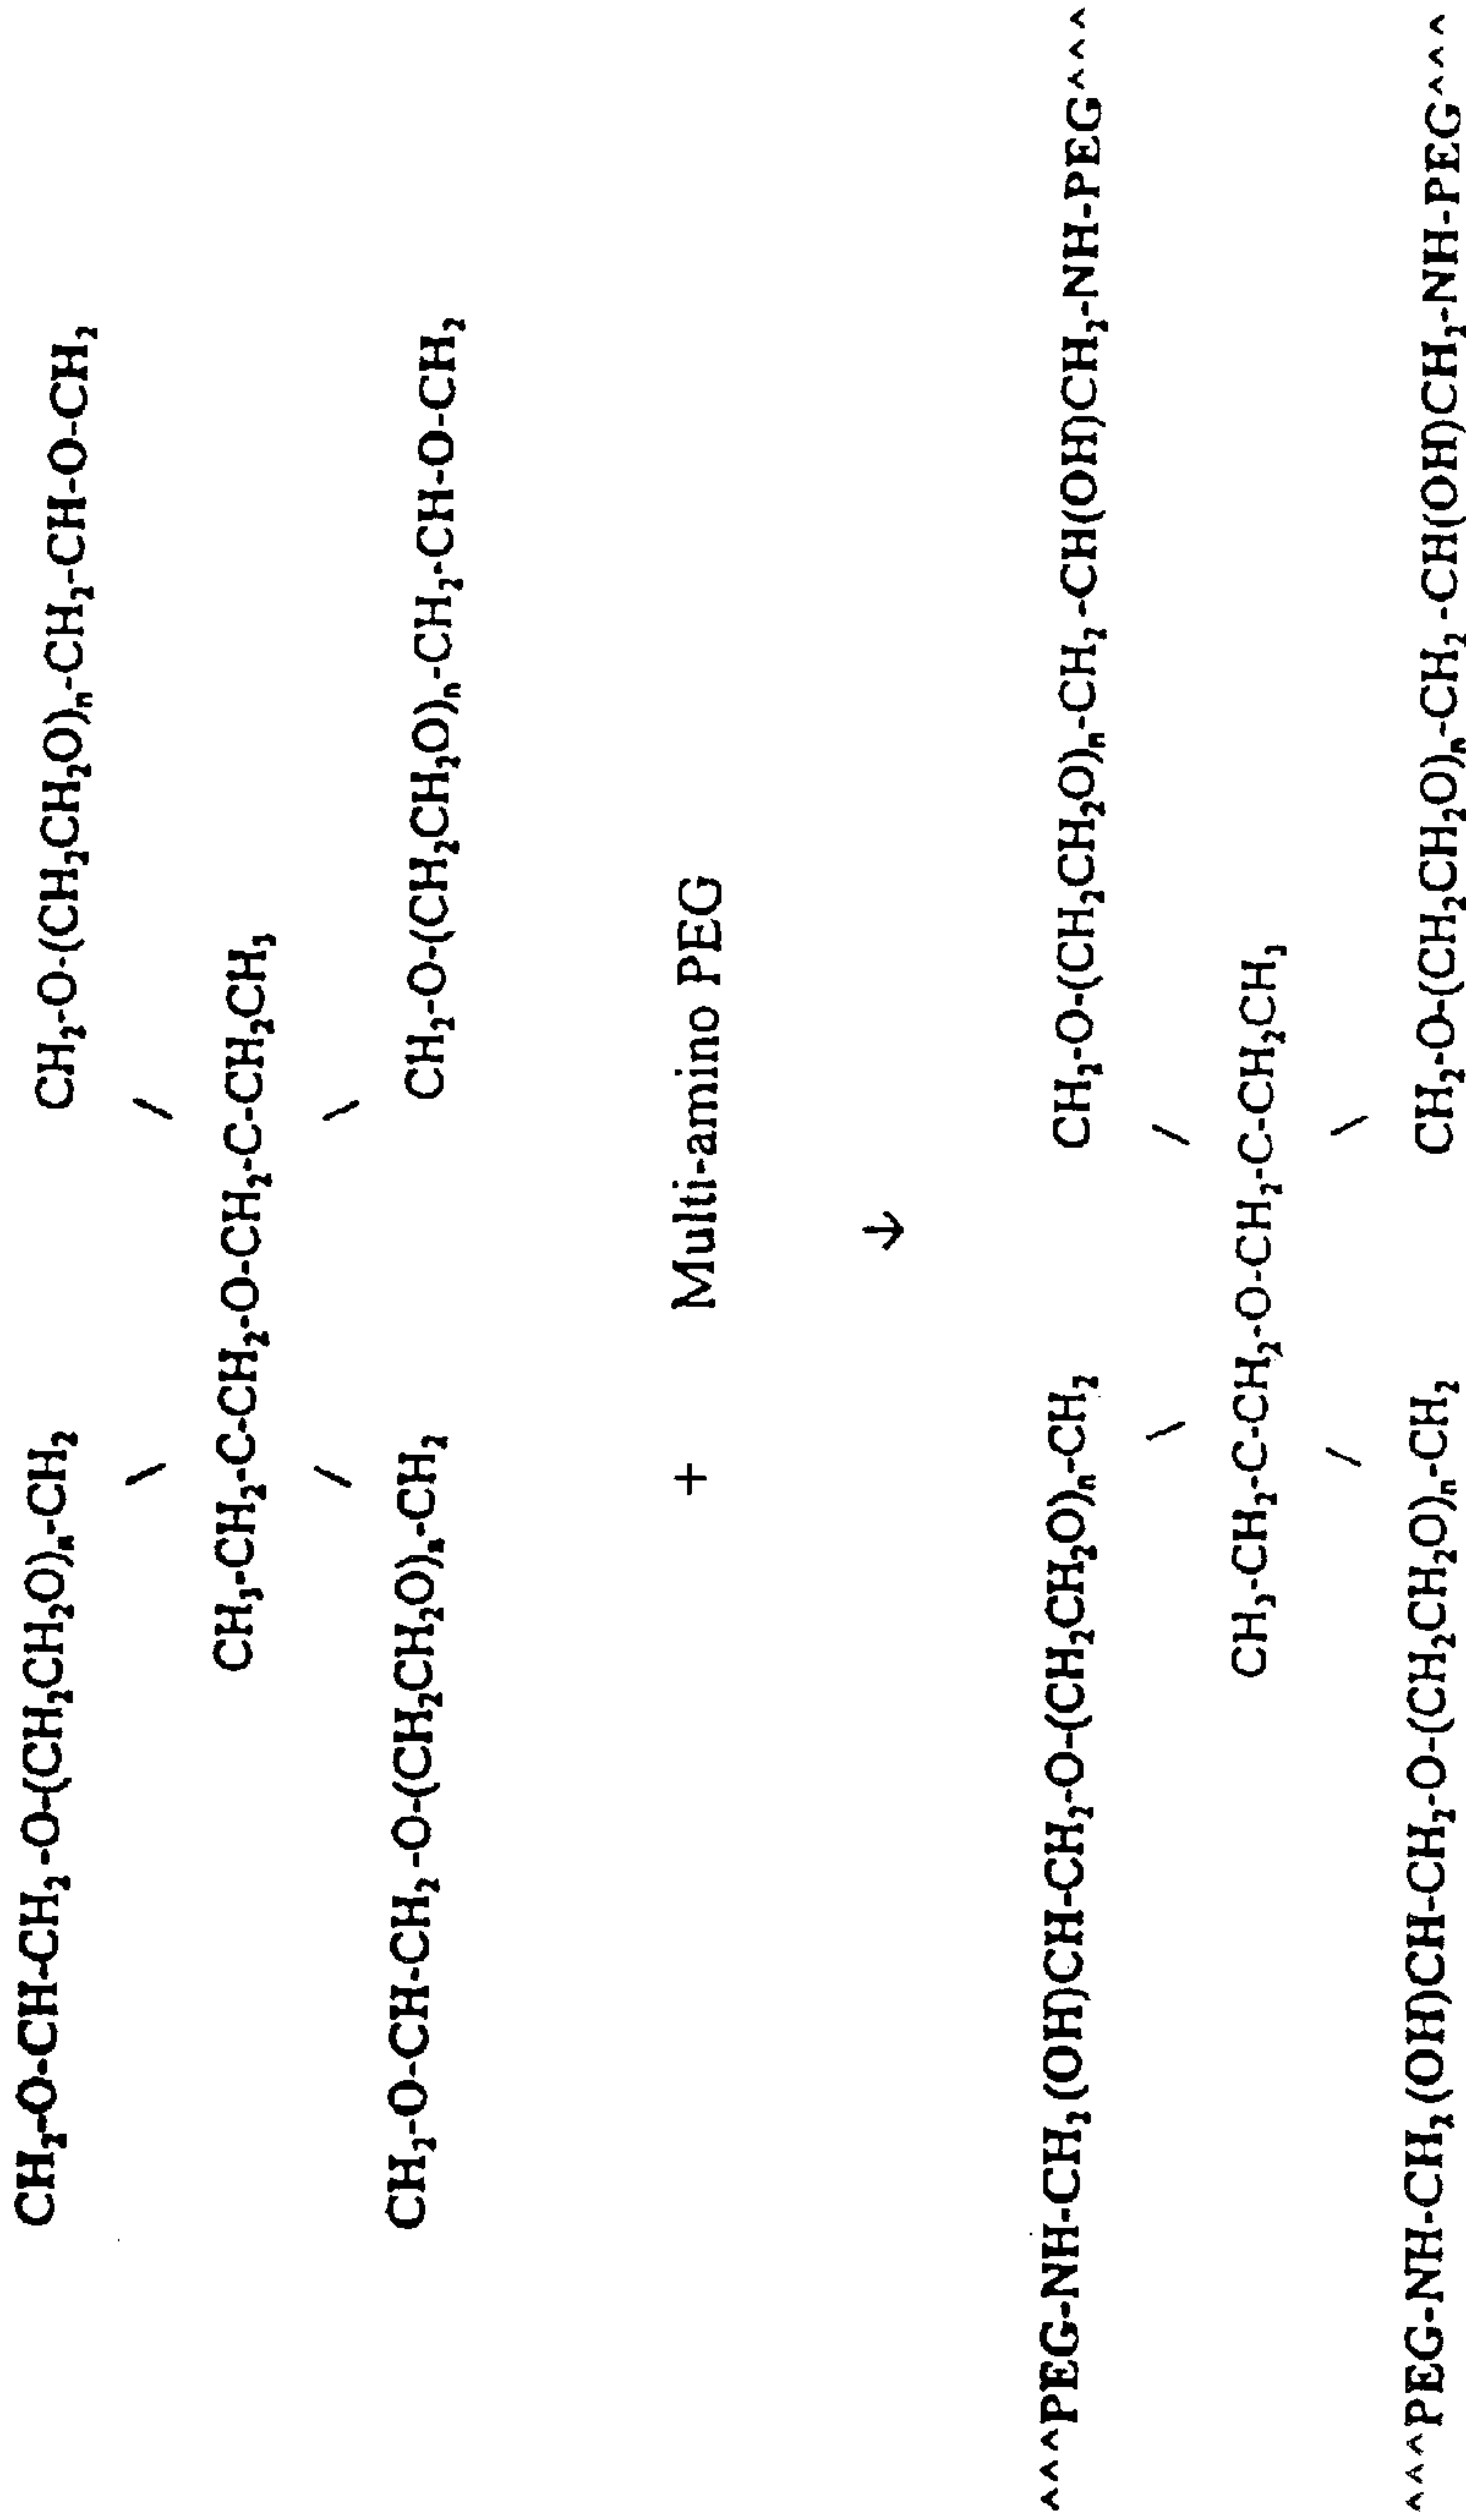 CH₂-O-CH-CH₂-O-(CH₂CH₂O)ₙ-CH₂ CH₂-O-(CH₂CH₂O)ₙ-CH₂-CH-O-CH₂
\ /
CH₃-CH₂-C-CH₂-O-CH₂-C-CH₂CH₃
/ \
CH₂-O-CH-CH₂-O-(CH₂CH₂O)ₙ-CH₂ CH₂-O-(CH₂CH₂O)ₙ-CH₂-CH-O-CH₂
+ Multi-amino PEG
↓
^^^PEG-NH-CH₂(OH)CH-CH₂-O-(CH₂CH₂O)ₙ-CH₂ CH₂-O-(CH₂CH₂O)ₙ-CH₂-CH(OH)CH₂-NH-PEG^^^
\ /
CH₃-CH₂-C-CH₂-O-CH₂-C-CH₂CH₃
/ \
^^^PEG-NH-CH₂(OH)CH-CH₂-O-(CH₂CH₂O)ₙ-CH₂ CH₂-O-(CH₂CH₂O)ₙ-CH₂-CH(OH)CH₂-NH-PEG^^^